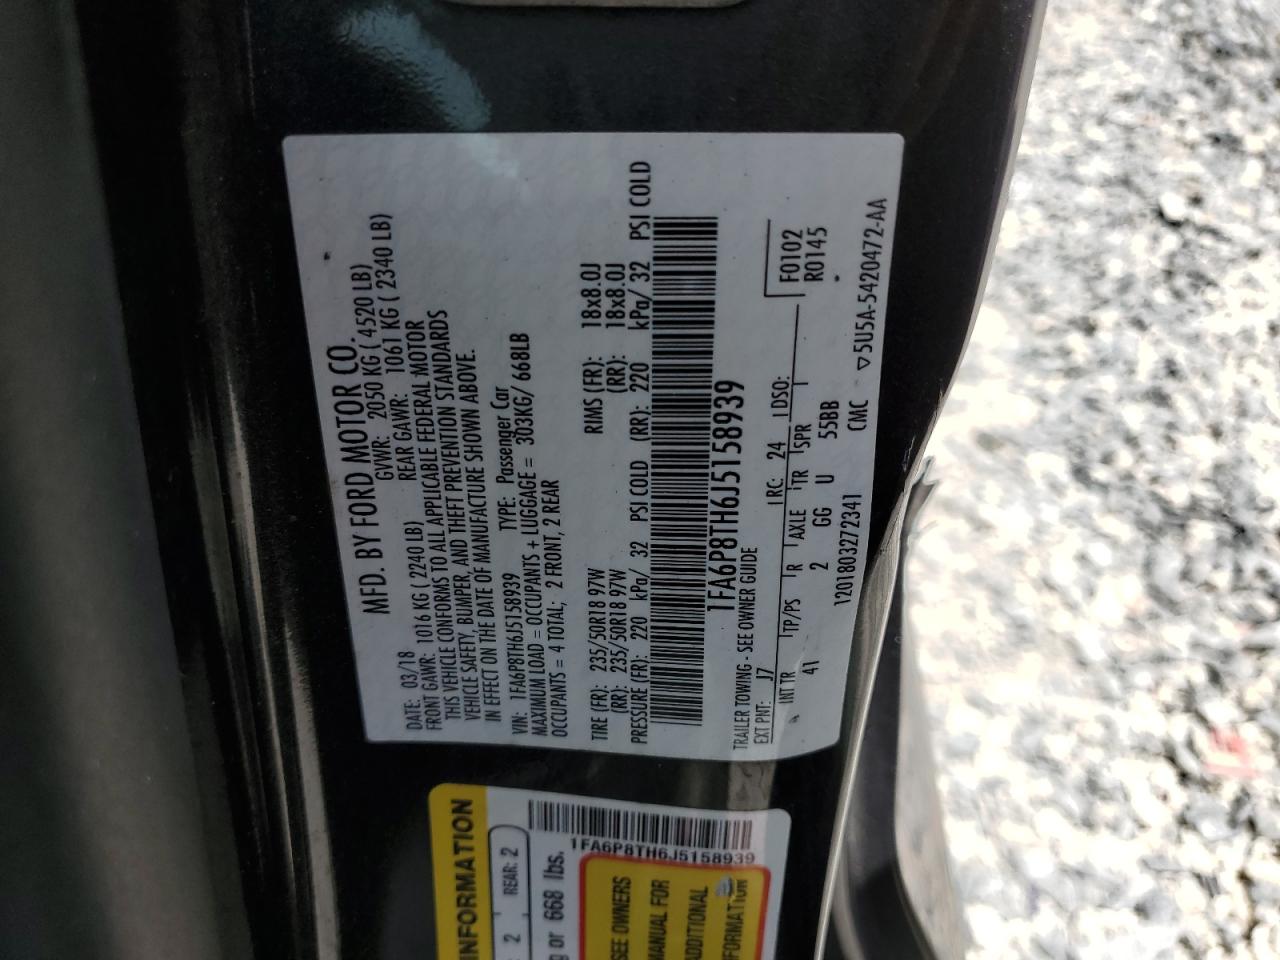 MFD. BY FORD MOTOR CO.
DATE: 03/18 GVWR: 2050 KG ( 4520 LB)
FRONT GAWR: 1016 KG ( 2240 LB) REAR GAWR: 1061 KG ( 2340 LB)
THIS VEHICLE CONFORMS TO ALL APPLICABLE FEDERAL MOTOR
VEHICLE SAFETY, BUMPER, AND THEFT PREVENTION STANDARDS
IN EFFECT ON THE DATE OF MANUFACTURE SHOWN ABOVE.
VIN: 1FA6P8TH6J5158939 TYPE: Passenger Car
MAXIMUM LOAD = OCCUPANTS + LUGGAGE = 303KG/ 668LB
OCCUPANTS = 4 TOTAL; 2 FRONT, 2 REAR
TIRE (FR): 235/50R18 97W RIMS (FR): 18x8.0J
(RR): 235/50R18 97W (RR): 18x8.0J
PRESSURE (FR): 220 kPa/ 32 PSI COLD (RR): 220 kPa/ 32 PSI COLD
1FA6P8TH6J5158939
TRAILER TOWING - SEE OWNER GUIDE
EXT PNT: J7 RC: 24 DSO: F0102
R0145
INT TR TP/PS R AXLE TR SPR
41 2 GG U 55BB
1201803272341 CMC ▽5U5A-5420472-AA
INFORMATION
2 REAR: 2
or 668 lbs.
1FA6P8TH6J5158939
SEE OWNERS
MANUAL FOR
ADDITIONAL
INFORMATION